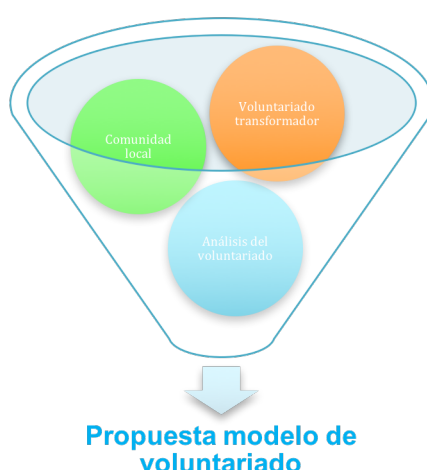 Voluntariado
transformador
Comunidad
local
Análisis del
voluntariado
Propuesta modelo de
voluntariado